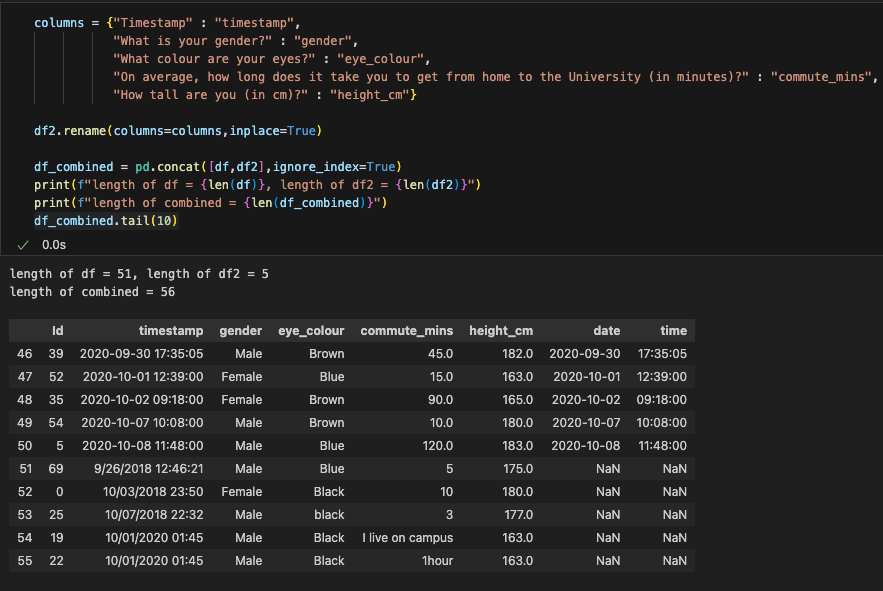 columns = {"Timestamp" : "timestamp",
"What is your gender?" : "gender",
"What colour are your eyes?" : "eye_colour",
"On average, how long does it take you to get from home to the University (in minutes)?" : "commute_mins",
"How tall are you (in cm)?" : "height_cm"}
df2.rename(columns=columns,inplace=True)
df_combined = pd.concat([df,df2],ignore_index=True)
print(f"length of df = {len(df)}, length of df2 = {len(df2)}")
print(f"length of combined = {len(df_combined)}")
df_combined.tail(10)
0.0s
length of df = 51, length of df2 = 5
length of combined = 56
Id timestamp gender eye_colour commute_mins height_cm date time
46 39 2020-09-30 17:35:05 Male Brown 45.0 182.0 2020-09-30 17:35:05
47 52 2020-10-01 12:39:00 Female Blue 15.0 163.0 2020-10-01 12:39:00
48 35 2020-10-02 09:18:00 Female Brown 90.0 165.0 2020-10-02 09:18:00
49 54 2020-10-07 10:08:00 Male Brown 10.0 180.0 2020-10-07 10:08:00
50 5 2020-10-08 11:48:00 Male Blue 120.0 183.0 2020-10-08 11:48:00
51 69 9/26/2018 12:46:21 Male Blue 5 175.0 NaN NaN
52 0 10/03/2018 23:50 Female Black 10 180.0 NaN NaN
53 25 10/07/2018 22:32 Male black 3 177.0 NaN NaN
54 19 10/01/2020 01:45 Male Black I live on campus 163.0 NaN NaN
55 22 10/01/2020 01:45 Male Black 1hour 163.0 NaN NaN